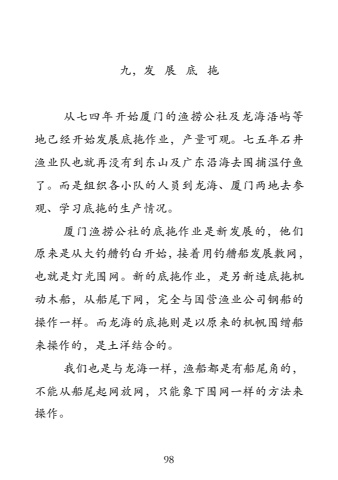 九，发 展 底 拖
从七四年开始厦门的渔捞公社及龙海浯屿等
地己经开始发展底拖作业，产量可观。七五年石井
渔业队也就再没有到东山及广东沿海去围捕温仔鱼
了。而是组织各小队的人员到龙海、厦门两地去参
观、学习底拖的生产情况。
厦门渔捞公社的底拖作业是新发展的，他们
原来是从大钓艚钓白开始，接着用钓艚船发展敷网，
也就是灯光围网。新的底拖作业，是另新造底拖机
动木船，从船尾下网，完全与国营渔业公司钢船的
操作一样。而龙海的底拖则是以原来的机帆围缯船
来操作的，是土洋结合的。
我们也是与龙海一样，渔船都是有船尾角的，
不能从船尾起网放网，只能象下围网一样的方法来
操作。
98